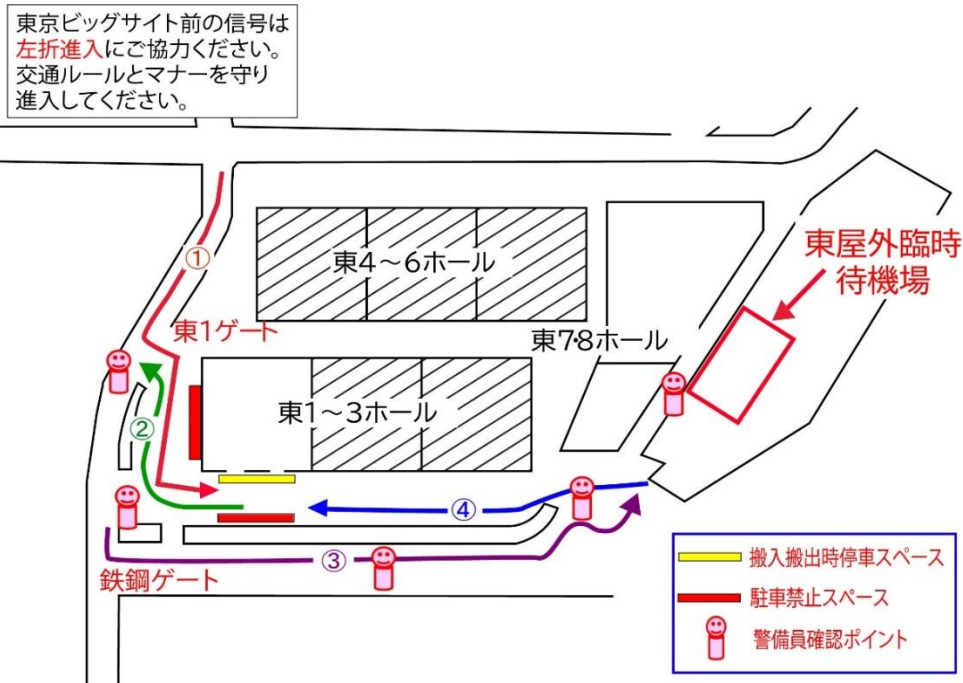 東京ビッグサイト前の信号は
左折進入にご協力ください。
交通ルールとマナーを守り
進入してください。
①
東4～6ホール
東屋外臨時
待機場
東1ゲート
東7・8ホール
東1～3ホール
②
④
③
鉄鋼ゲート
搬入搬出時停車スペース
駐車禁止スペース
警備員確認ポイント